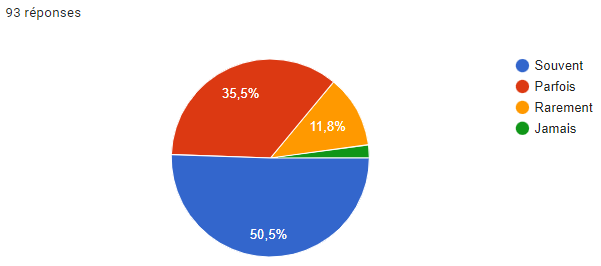 93 réponses
Souvent
Parfois
Rarement
Jamais
35,5%
11,8%
50,5%